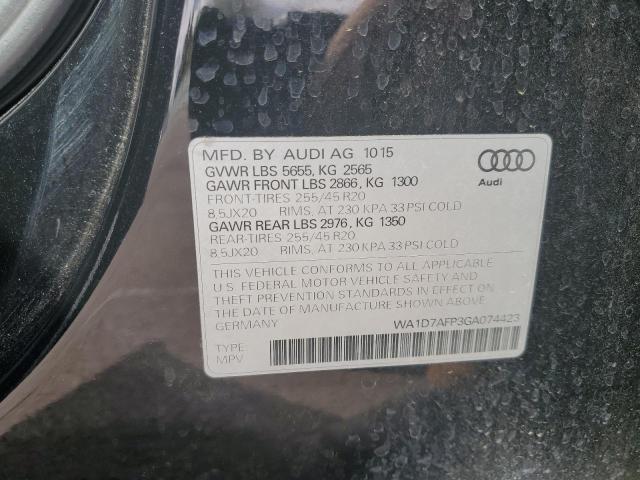 MFD. BY AUDI AG 10 15
GVWR LBS 5655, KG 2565
GAWR FRONT LBS 2866, KG 1300
FRONT-TIRES 255/45 R20
8,5JX20 RIMS, AT 230 KPA 33 PSI COLD
GAWR REAR LBS 2976, KG 1350
REAR-TIRES 255/45 R20
8,5JX20 RIMS, AT 230 KPA 33 PSI COLD
Audi
THIS VEHICLE CONFORMS TO ALL APPLICABLE
U.S. FEDERAL MOTOR VEHICLE SAFETY AND
THEFT PREVENTION STANDARDS IN EFFECT ON
THE DATE OF MANUFACTURE SHOWN ABOVE
GERMANY WA1D7AFP3GA074423
TYPE
MPV